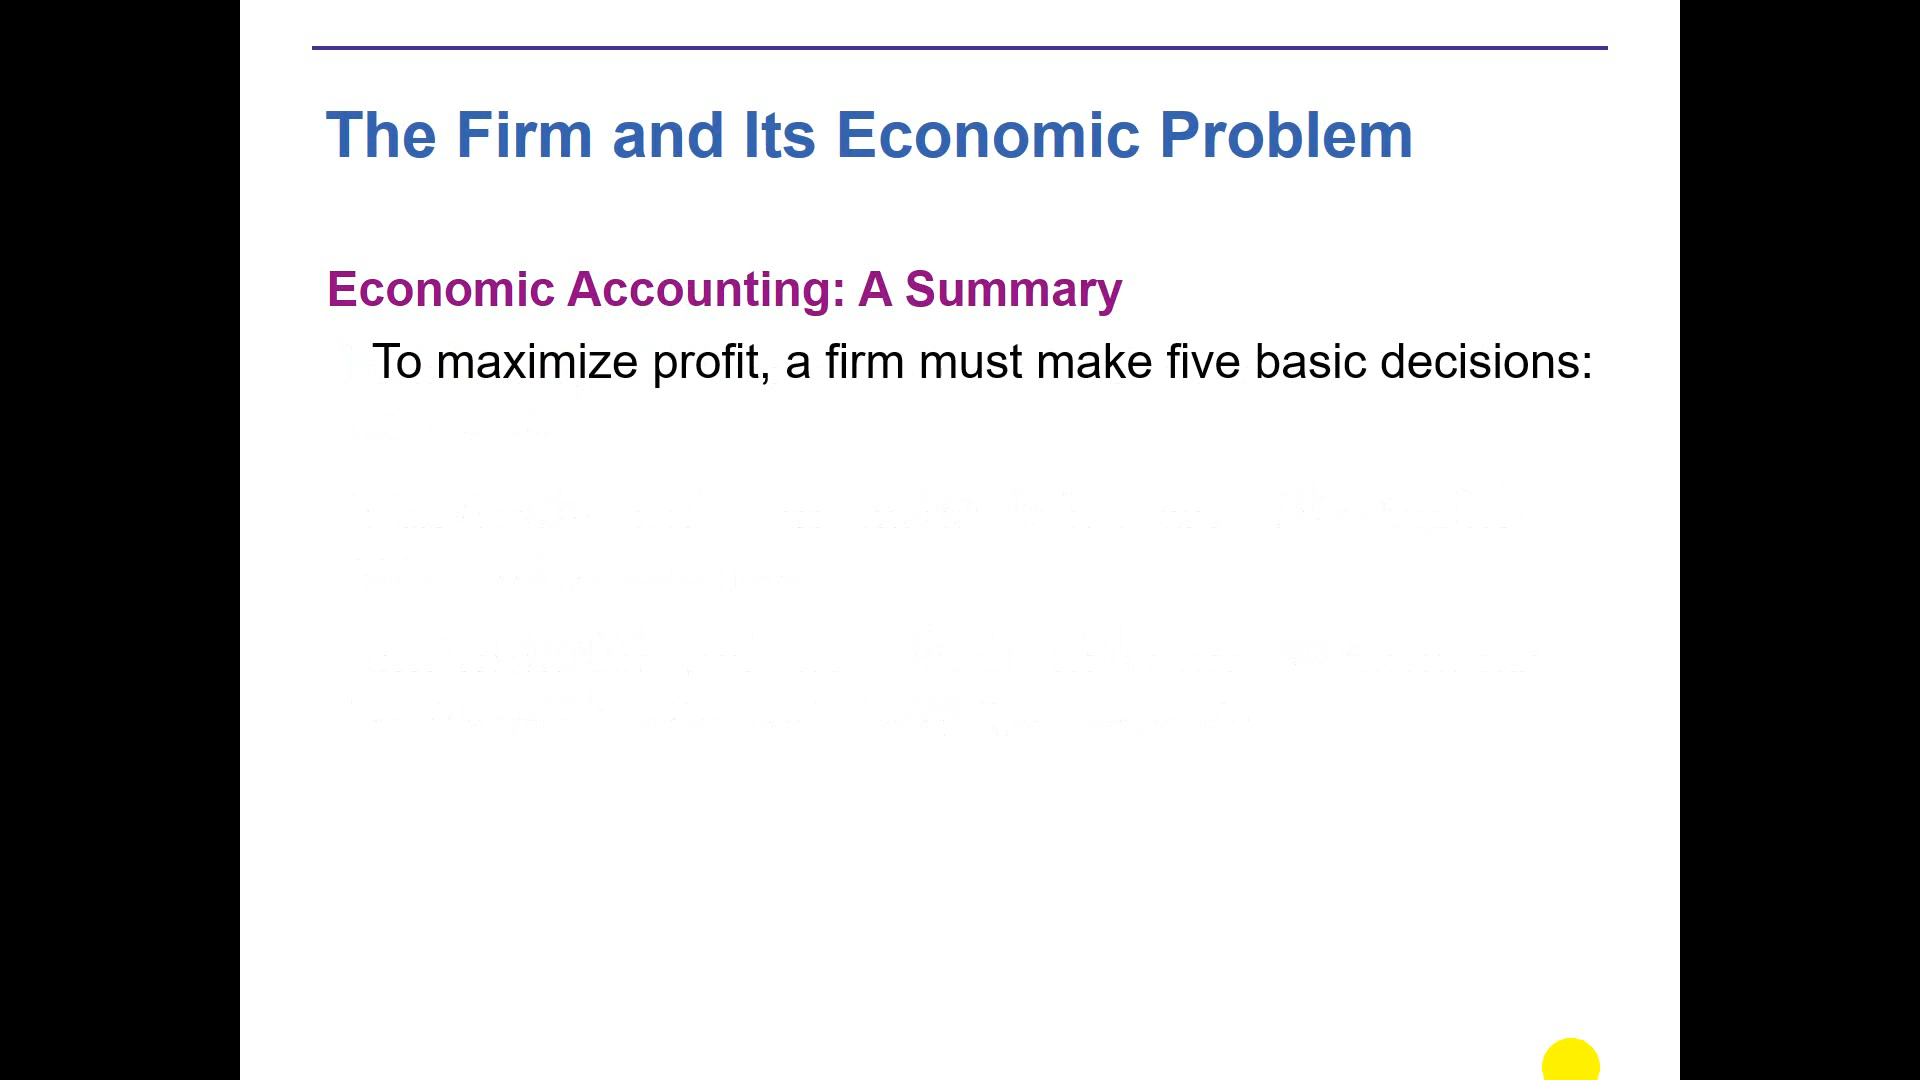 The Firm and Its Economic Problem
Economic Accounting: A Summary
To maximize profit, a firm must make five basic decisions: